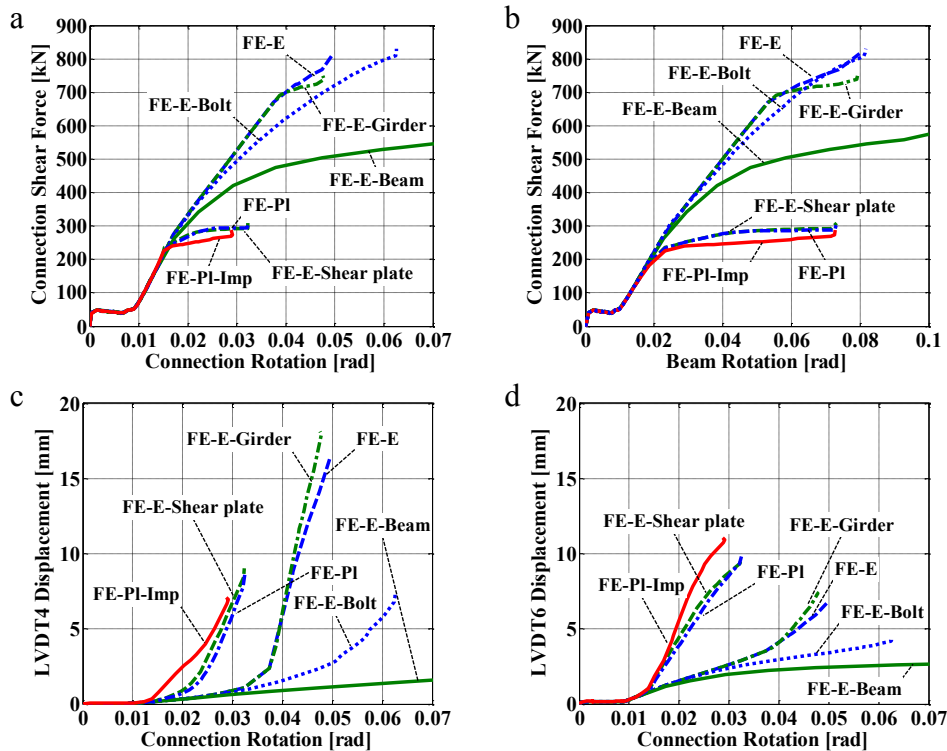 a
Connection Shear Force [kN]
900
800
700
600
500
400
300
200
100
0
0 0.01 0.02 0.03 0.04 0.05 0.06 0.07
Connection Rotation [rad]
FE-E
FE-E-Bolt
FE-E-Girder
FE-E-Beam
FE-Pl
FE-Pl-Imp
FE-E-Shear plate
b
Connection Shear Force [kN]
900
800
700
600
500
400
300
200
100
0
0 0.02 0.04 0.06 0.08 0.1
Beam Rotation [rad]
FE-E
FE-E-Bolt
FE-E-Beam
FE-E-Girder
FE-E-Shear plate
FE-Pl-Imp
FE-Pl
c
LVDT4 Displacement [mm]
20
15
10
5
0
0 0.01 0.02 0.03 0.04 0.05 0.06 0.07
Connection Rotation [rad]
FE-E-Girder
FE-E
FE-E-Shear plate
FE-E-Beam
FE-Pl
FE-Pl-Imp
FE-E-Bolt
d
LVDT6 Displacement [mm]
20
15
10
5
0
0 0.01 0.02 0.03 0.04 0.05 0.06 0.07
Connection Rotation [rad]
FE-E-Shear plate
FE-E-Girder
FE-Pl-Imp
FE-Pl
FE-E
FE-E-Bolt
FE-E-Beam